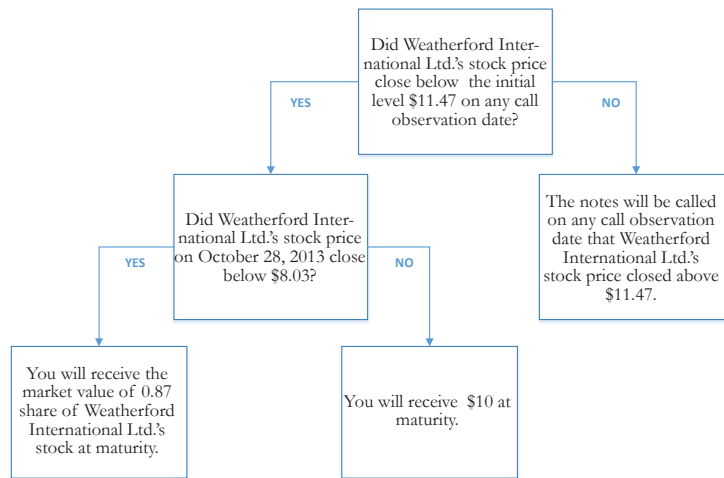 Did Weatherford Inter-
national Ltd.'s stock price
close below the initial
level $11.47 on any call
observation date?
YES
NO
Did Weatherford Inter-
national Ltd.'s stock price
on October 28, 2013 close
below $8.03?
The notes will be called
on any call observation
date that Weatherford
International Ltd.'s
stock price closed above
$11.47.
YES
NO
You will receive the
market value of 0.87
share of Weatherford
International Ltd.'s
stock at maturity.
You will receive $10 at
maturity.